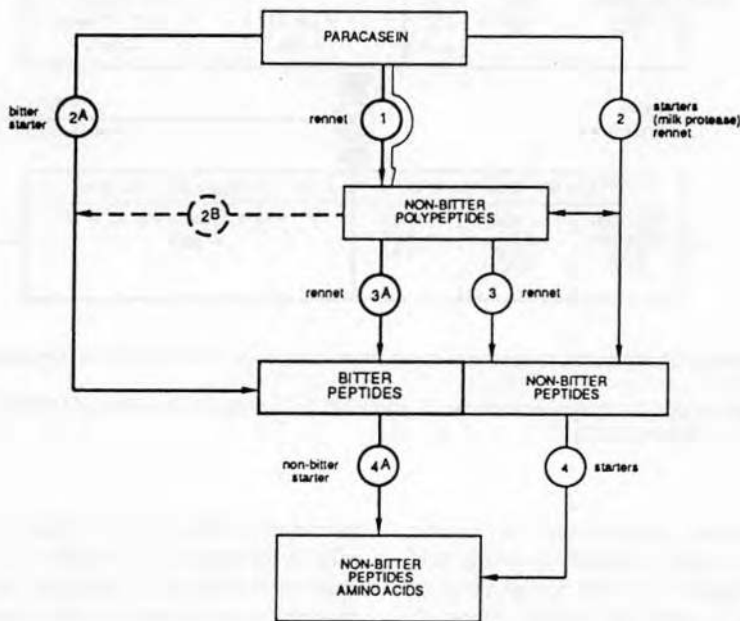 PARACASEIN
bitter
starter
2A
rennet
1
2
starters
(milk protease)
rennet
2B
NON-BITTER
POLYPEPTIDES
rennet
3A
3
rennet
BITTER
PEPTIDES
NON-BITTER
PEPTIDES
non-bitter
starter
4A
4
starters
NON-BITTER
PEPTIDES
AMINO ACIDS